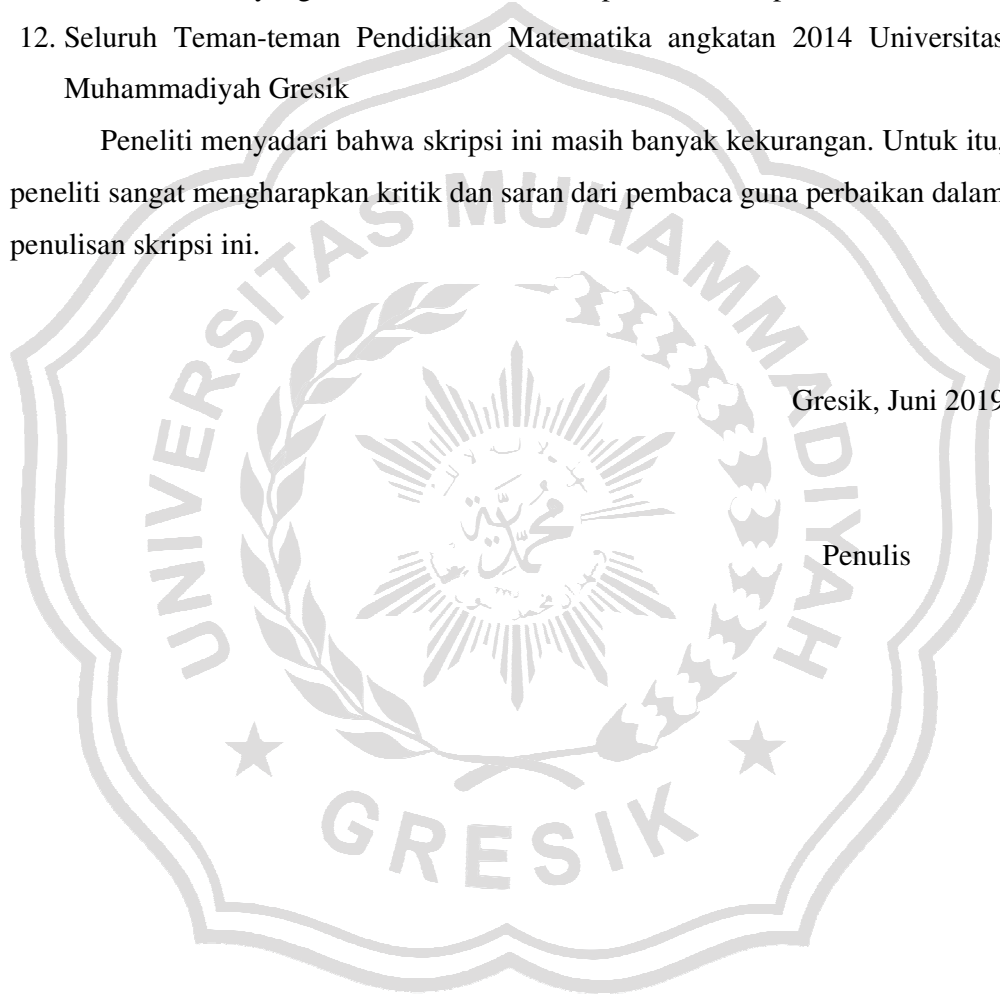 12. Seluruh Teman-teman Pendidikan Matematika angkatan 2014 Universitas
Muhammadiyah Gresik
Peneliti menyadari bahwa skripsi ini masih banyak kekurangan. Untuk itu,
peneliti sangat mengharapkan kritik dan saran dari pembaca guna perbaikan dalam
penulisan skripsi ini.
UNIVERSITAS MUHAMMADIYAH
Gresik, Juni 2019
محمدية
Penulis
GRESIK